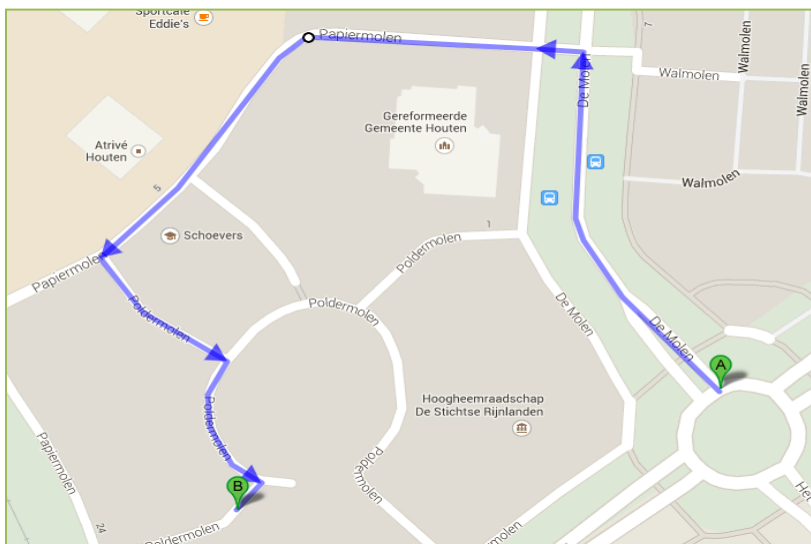 Sportcafé
Eddie's
Papiermolen
De Molen
7
Walmolen
Walmolen
Walmolen
Gereformeerde
Gemeente Houten
Atrivé
Houten
Walmolen
5
Schoevers
1
Poldermolen
Papiermolen
Poldermolen
Poldermolen
De Molen
De Molen
A
Hoogheemraadschap
De Stichtse Rijnlanden
Poldermolen
Papiermolen
Poldermolen
B
24
Poldermolen